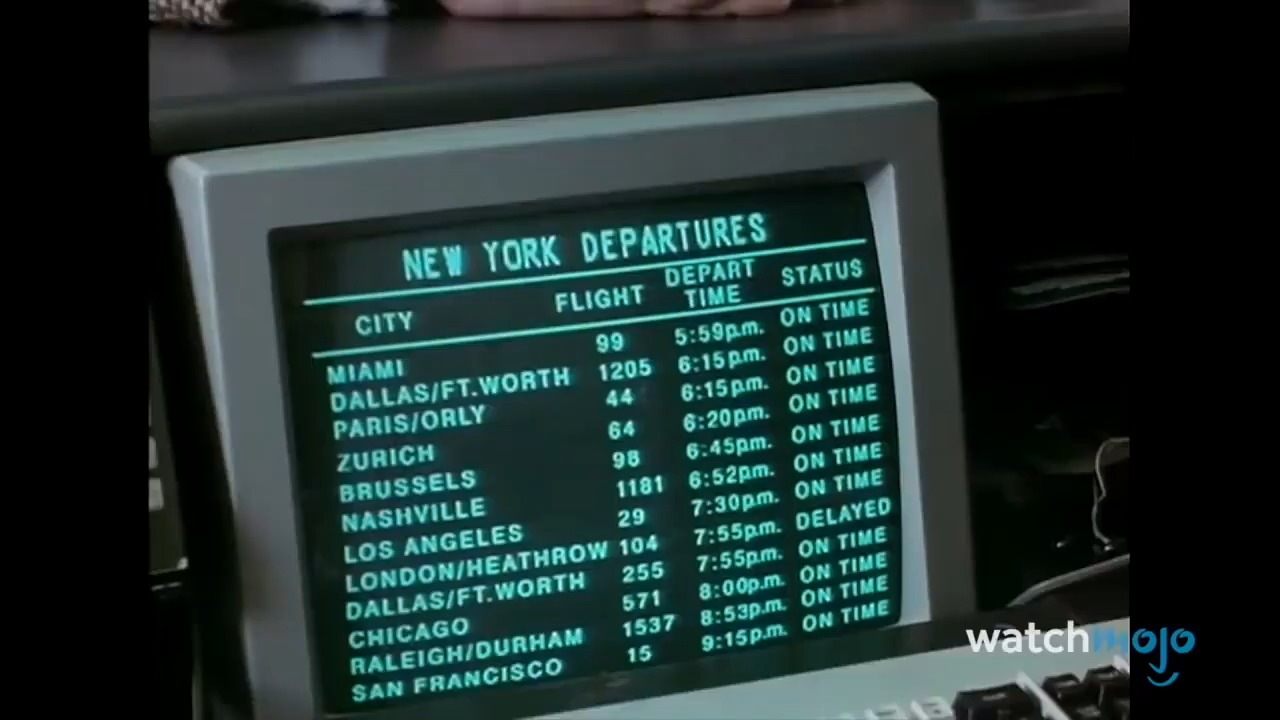 NEW YORK DEPARTURES
CITY FLIGHT DEPART TIME STATUS
MIAMI 99 5:59p.m. ON TIME
DALLAS/FT.WORTH 1205 6:15p.m. ON TIME
PARIS/ORLY 44 6:15p.m. ON TIME
ZURICH 64 6:20p.m. ON TIME
BRUSSELS 98 6:45p.m. ON TIME
NASHVILLE 1181 6:52p.m. ON TIME
LOS ANGELES 29 7:30p.m. ON TIME
LONDON/HEATHROW 104 7:55p.m. DELAYED
DALLAS/FT.WORTH 255 7:55p.m. ON TIME
CHICAGO 571 8:00p.m. ON TIME
RALEIGH/DURHAM 1537 8:53p.m. ON TIME
SAN FRANCISCO 15 9:15p.m. ON TIME
watchmojo